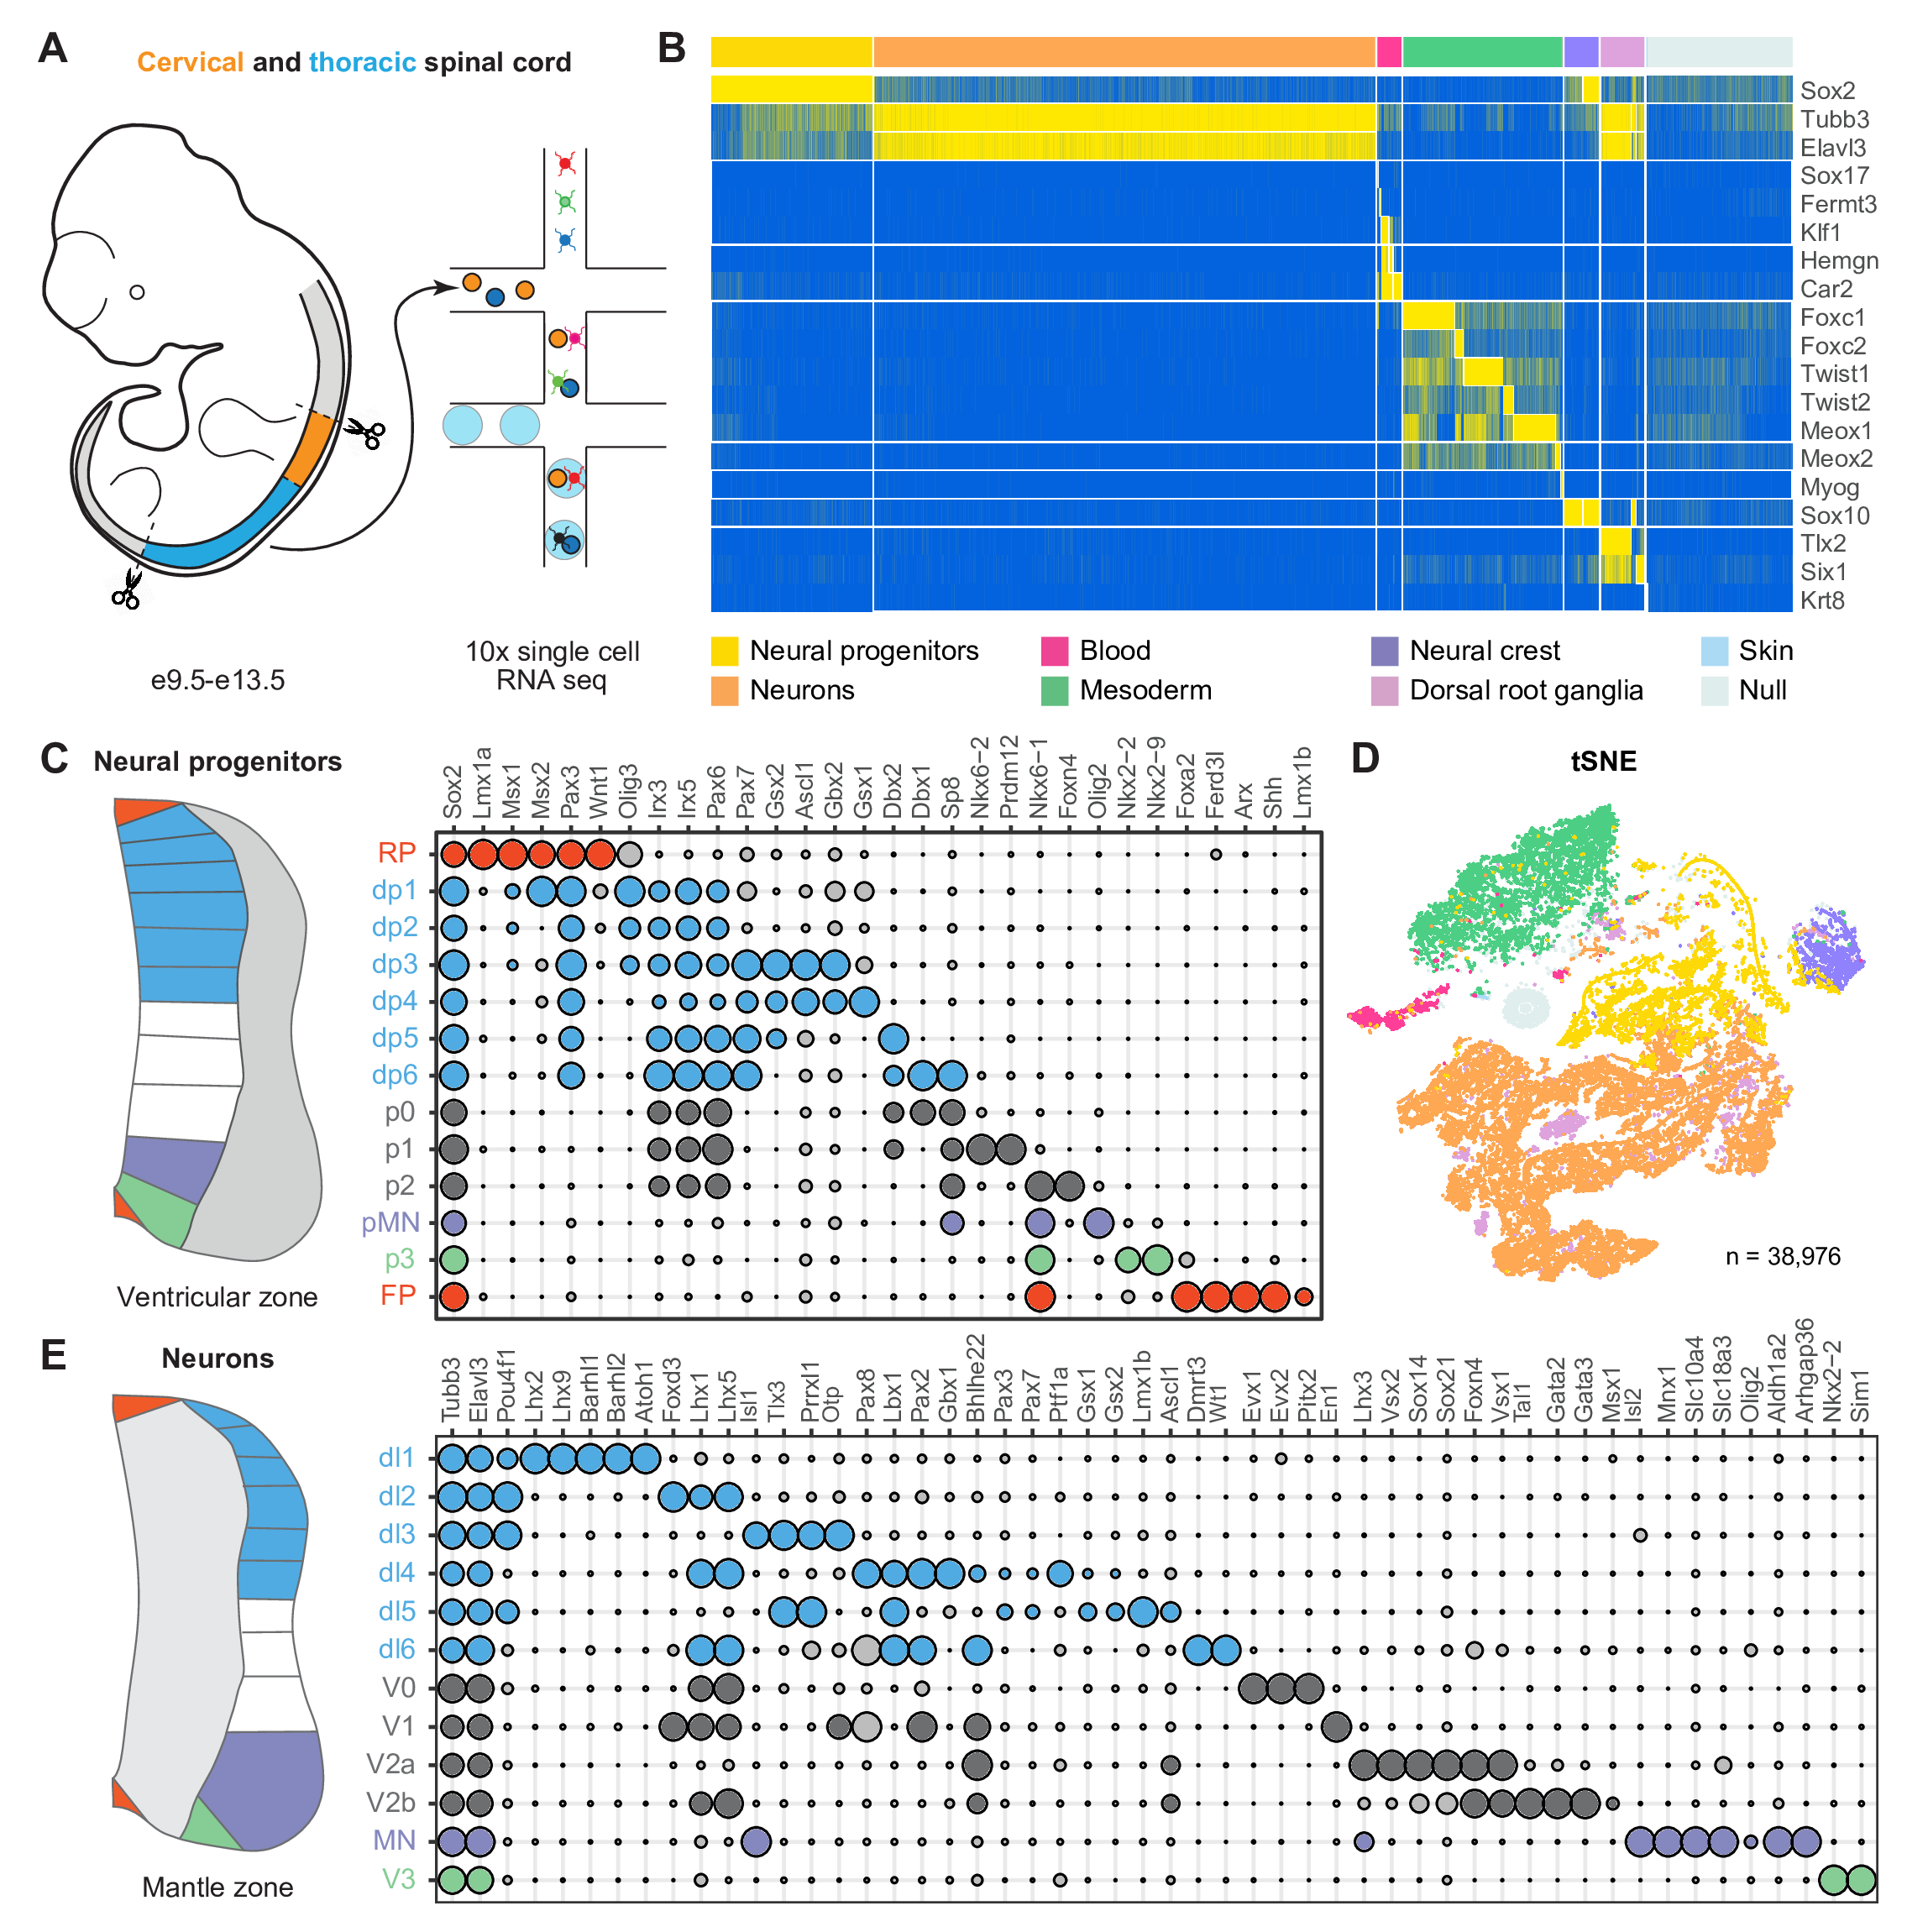 A
Cervical and thoracic spinal cord
e9.5-e13.5
10x single cell
RNA seq
B
Sox2
Tubb3
Elavl3
Sox17
Fermt3
Klf1
Hemgn
Car2
Foxc1
Foxc2
Twist1
Twist2
Meox1
Meox2
Myog
Sox10
Tlx2
Six1
Krt8
Neural progenitors
Blood
Neural crest
Skin
Neurons
Mesoderm
Dorsal root ganglia
Null
C
Neural progenitors
Ventricular zone
Sox2
Lmx1a
Msx1
Msx2
Pax3
Wnt1
Olig3
Irx3
Irx5
Pax6
Pax7
Gsx2
Ascl1
Gbx2
Gsx1
Dbx2
Dbx1
Sp8
Nkx6−2
Prdm12
Nkx6−1
Foxn4
Olig2
Nkx2−2
Nkx2−9
Foxa2
Ferd3l
Arx
Shh
Lmx1b
RP
dp1
dp2
dp3
dp4
dp5
dp6
p0
p1
p2
pMN
p3
FP
D
tSNE
n = 38,976
E
Neurons
Mantle zone
Tubb3
Elavl3
Pou4f1
Lhx2
Lhx9
Barhl1
Barhl2
Atoh1
Foxd3
Lhx1
Lhx5
Isl1
Tlx3
Prrxl1
Otp
Pax8
Lbx1
Pax2
Gbx1
Bhlhe22
Pax3
Pax7
Ptf1a
Gsx1
Gsx2
Lmx1b
Ascl1
Dmrt3
Wt1
Evx1
Evx2
Pitx2
En1
Lhx3
Vsx2
Sox14
Sox21
Foxn4
Vsx1
Tal1
Gata2
Gata3
Msx1
Isl2
Mnx1
Slc10a4
Slc18a3
Olig2
Aldh1a2
Arhgap36
Nkx2−2
Sim1
dI1
dI2
dI3
dI4
dI5
dI6
V0
V1
V2a
V2b
MN
V3